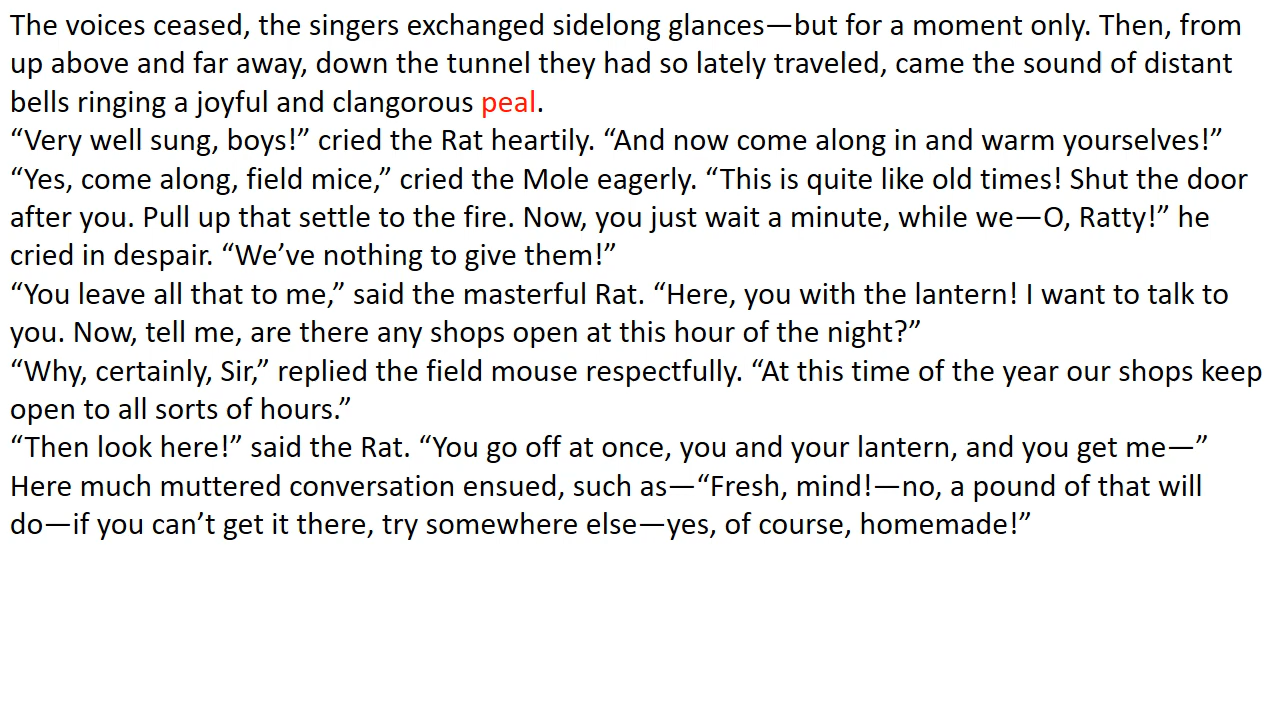 The voices ceased, the singers exchanged sidelong glances—but for a moment only. Then, from
up above and far away, down the tunnel they had so lately traveled, came the sound of distant
bells ringing a joyful and clangorous peal.
“Very well sung, boys!” cried the Rat heartily. “And now come along in and warm yourselves!”
“Yes, come along, field mice,” cried the Mole eagerly. “This is quite like old times! Shut the door
after you. Pull up that settle to the fire. Now, you just wait a minute, while we—O, Ratty!” he
cried in despair. “We’ve nothing to give them!”
“You leave all that to me,” said the masterful Rat. “Here, you with the lantern! I want to talk to
you. Now, tell me, are there any shops open at this hour of the night?”
“Why, certainly, Sir,” replied the field mouse respectfully. “At this time of the year our shops keep
open to all sorts of hours.”
“Then look here!” said the Rat. “You go off at once, you and your lantern, and you get me—”
Here much muttered conversation ensued, such as—“Fresh, mind!—no, a pound of that will
do—if you can’t get it there, try somewhere else—yes, of course, homemade!”